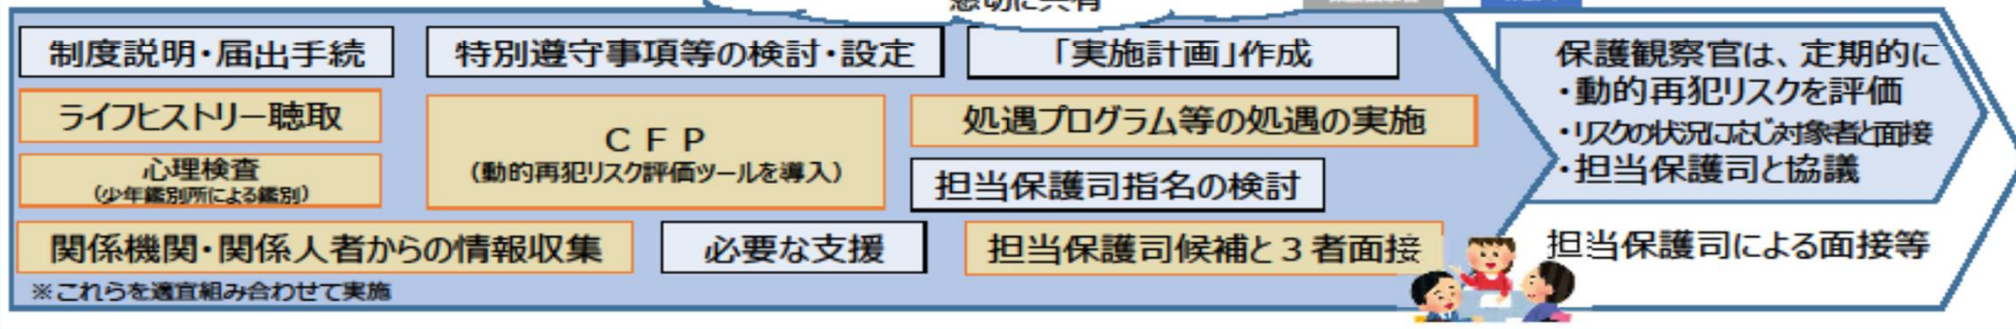 制度説明・届出手続
特別遵守事項等の検討・設定
「実施計画」作成
ライフヒストリー聴取
心理検査
（少年鑑別所による鑑別）
ＣＦＰ
（動的再犯リスク評価ツールを導入）
処遇プログラム等の処遇の実施
担当保護司指名の検討
関係機関・関係人者からの情報収集
必要な支援
担当保護司候補と３者面接
※これらを適宜組み合わせて実施
保護観察官は、定期的に
・動的再犯リスクを評価
・リスクの状況に応じ対象者と面接
・担当保護司と協議
担当保護司による面接等